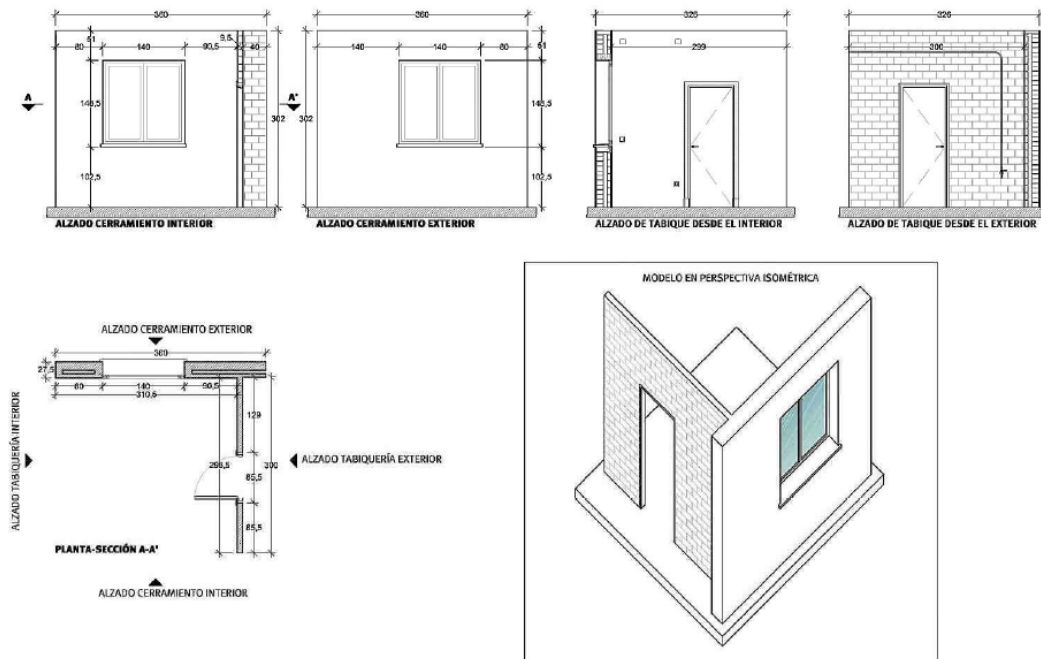 360
51
60
140
90,5
9,5
40
A
A'
148,5
302
102,5
ALZADO CERRAMIENTO INTERIOR
360
140
140
80
51
148,5
302
102,5
ALZADO CERRAMIENTO EXTERIOR
326
299
ALZADO DE TABIQUE DESDE EL INTERIOR
326
300
ALZADO DE TABIQUE DESDE EL EXTERIOR
ALZADO CERRAMIENTO EXTERIOR
360
27,5
140
90,5
310,5
129
ALZADO TABIQUERÍA INTERIOR
298,5
300
ALZADO TABIQUERÍA EXTERIOR
85,5
85,5
PLANTA-SECCIÓN A-A'
ALZADO CERRAMIENTO INTERIOR
MODELO EN PERSPECTIVA ISOMÉTRICA